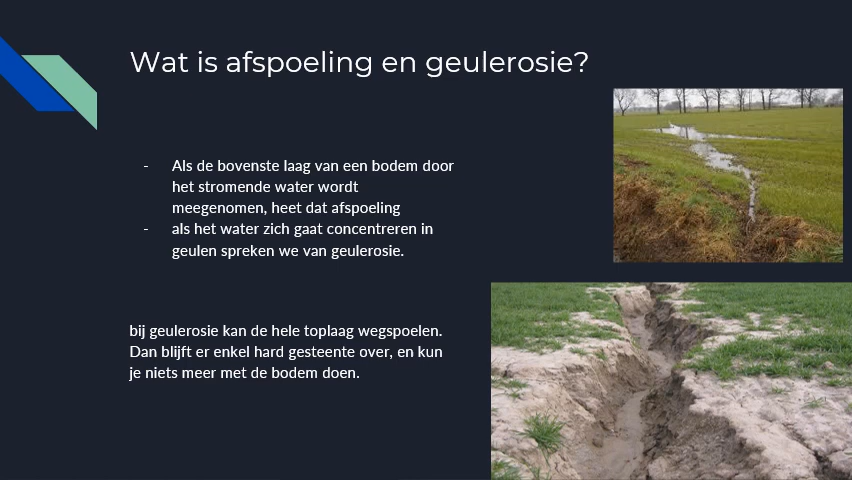 Wat is afspoeling en geulerosie?
- Als de bovenste laag van een bodem door
het stromende water wordt
meegenomen, heet dat afspoeling
- als het water zich gaat concentreren in
geulen spreken we van geulerosie.
bij geulerosie kan de hele toplaag wegspoelen.
Dan blijft er enkel hard gesteente over, en kun
je niets meer met de bodem doen.